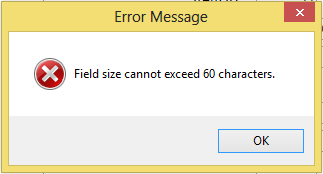 Error Message
Field size cannot exceed 60 characters.
OK